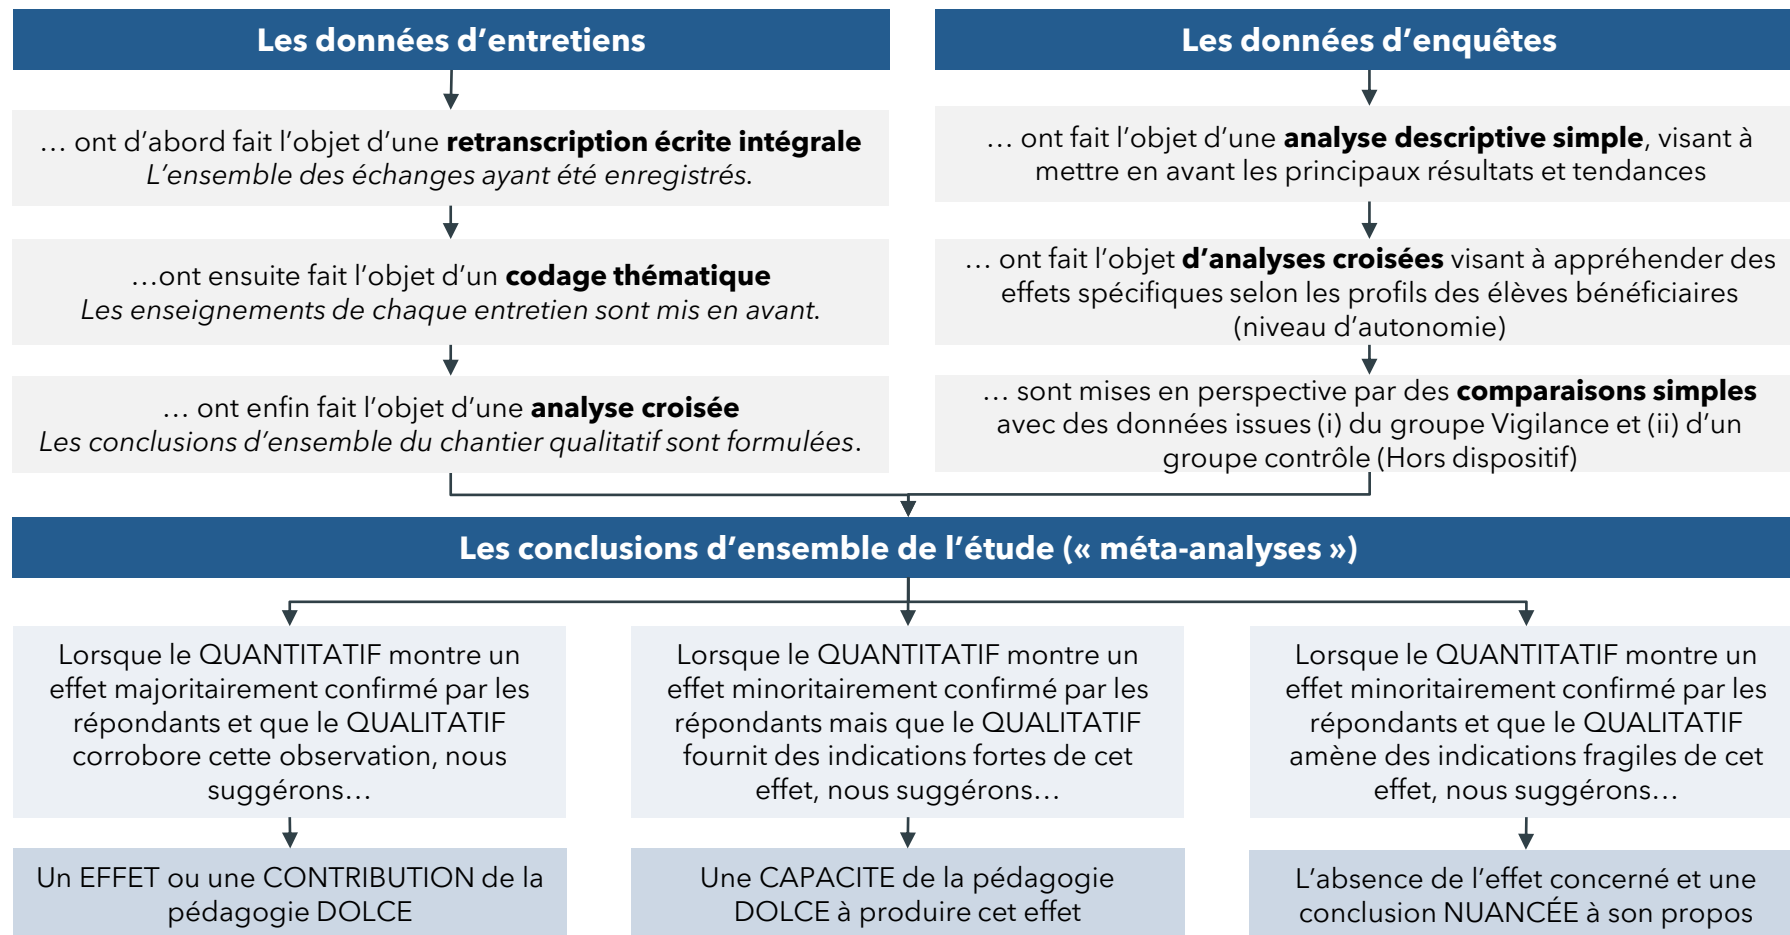 Les données d'entretiens
… ont d'abord fait l'objet d'une retranscription écrite intégrale
L'ensemble des échanges ayant été enregistrés.
…ont ensuite fait l'objet d'un codage thématique
Les enseignements de chaque entretien sont mis en avant.
… ont enfin fait l'objet d'une analyse croisée
Les conclusions d'ensemble du chantier qualitatif sont formulées.
Les données d'enquêtes
… ont fait l'objet d'une analyse descriptive simple, visant à
mettre en avant les principaux résultats et tendances
… ont fait l'objet d'analyses croisées visant à appréhender des
effets spécifiques selon les profils des élèves bénéficiaires
(niveau d'autonomie)
… sont mises en perspective par des comparaisons simples
avec des données issues (i) du groupe Vigilance et (ii) d'un
groupe contrôle (Hors dispositif)
Les conclusions d'ensemble de l'étude (« méta-analyses »)
Lorsque le QUANTITATIF montre un
effet majoritairement confirmé par les
répondants et que le QUALITATIF
corrobore cette observation, nous
suggérons…
Un EFFET ou une CONTRIBUTION de la
pédagogie DOLCE
Lorsque le QUANTITATIF montre un
effet minoritairement confirmé par les
répondants mais que le QUALITATIF
fournit des indications fortes de cet
effet, nous suggérons…
Une CAPACITE de la pédagogie
DOLCE à produire cet effet
Lorsque le QUANTITATIF montre un
effet minoritairement confirmé par les
répondants et que le QUALITATIF
amène des indications fragiles de cet
effet, nous suggérons…
L'absence de l'effet concerné et une
conclusion NUANCÉE à son propos